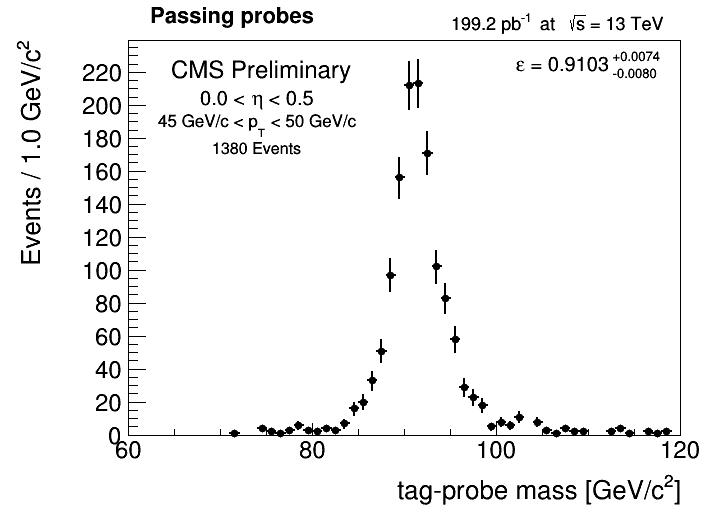 Passing probes
199.2 pb-1 at √s = 13 TeV
CMS Preliminary
0.0 < η < 0.5
45 GeV/c < pT < 50 GeV/c
1380 Events
ε = 0.9103 +0.0074 -0.0080
Events / 1.0 GeV/c2
220
200
180
160
140
120
100
80
60
40
20
0
60 80 100 120
tag-probe mass [GeV/c2]